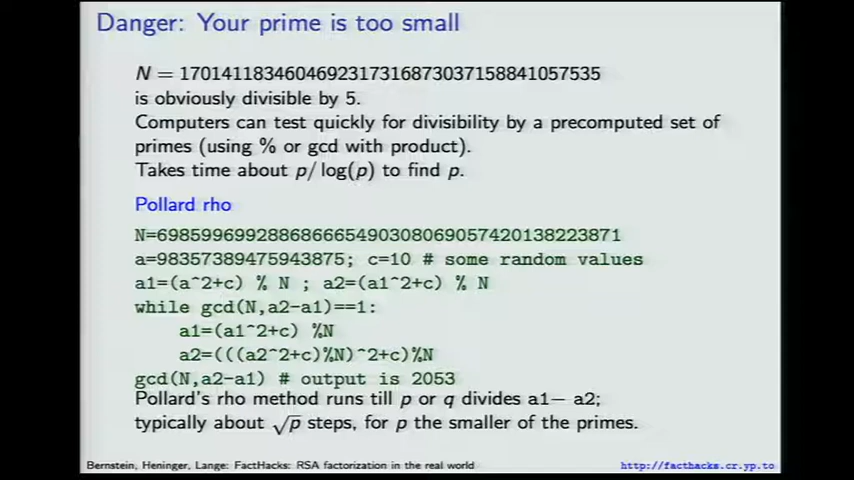 Danger: Your prime is too small
N = 1701411834604692317316873037158841057535
is obviously divisible by 5.
Computers can test quickly for divisibility by a precomputed set of
primes (using % or gcd with product).
Takes time about p/ log(p) to find p.
Pollard rho
N=698599699288686665490308069057420138223871
a=98357389475943875; c=10 # some random values
a1=(a^2+c) % N ; a2=(a1^2+c) % N
while gcd(N,a2-a1)==1:
a1=(a1^2+c) %N
a2=(((a2^2+c)%N)^2+c)%N
gcd(N,a2-a1) # output is 2053
Pollard's rho method runs till p or q divides a1− a2;
typically about √p steps, for p the smaller of the primes.
Bernstein, Heninger, Lange: FactHacks: RSA factorization in the real world
http://facthacks.cr.yp.to